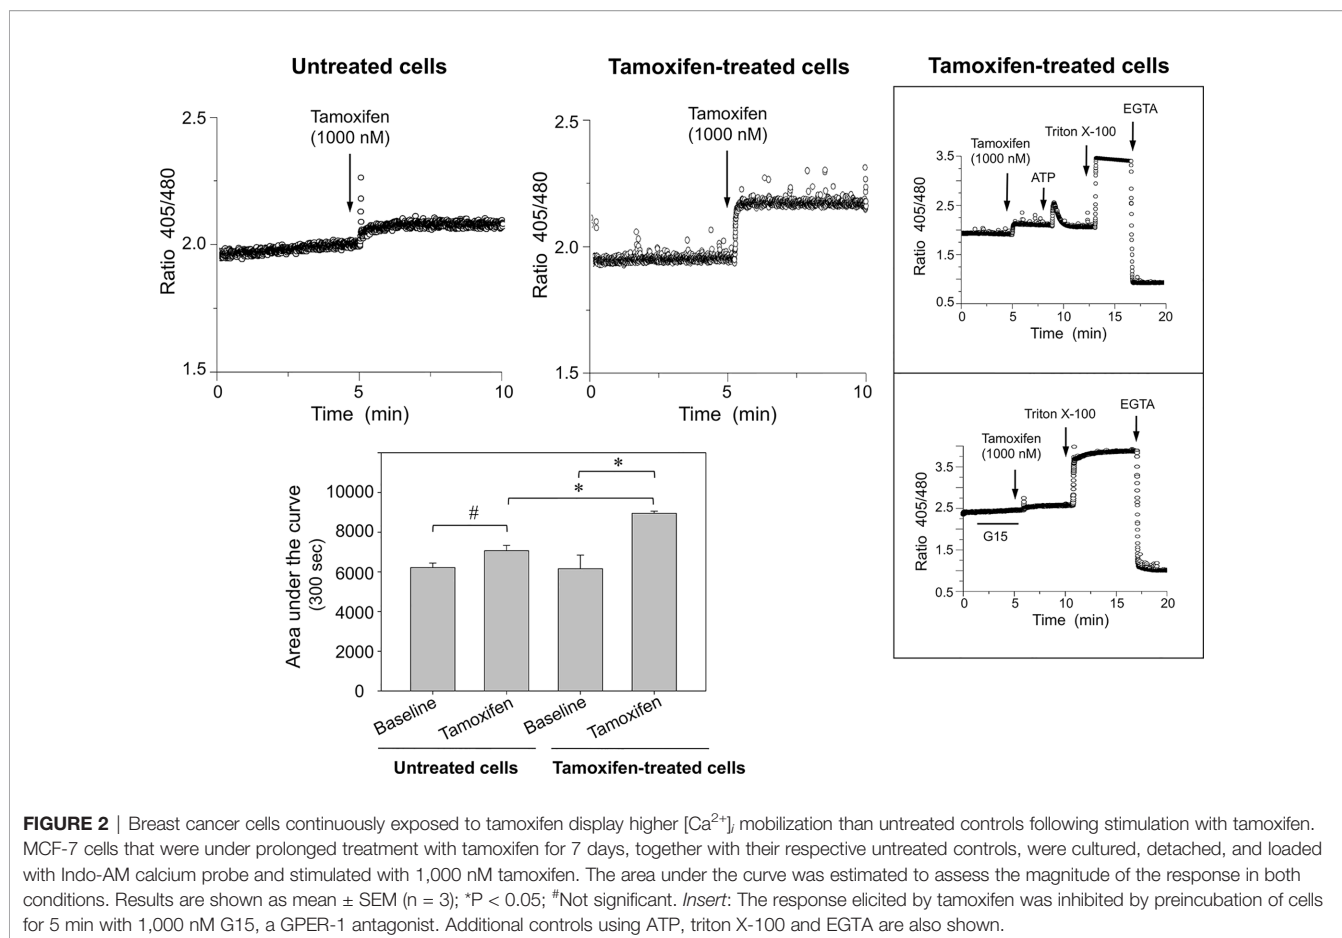 Untreated cells
Tamoxifen
(1000 nM)
2.5
2.0
1.5
Ratio 405/480
0
5
10
Time (min)
Tamoxifen-treated cells
Tamoxifen
(1000 nM)
2.5
2.0
1.5
Ratio 405/480
0
5
10
Time (min)
Tamoxifen-treated cells
EGTA
Triton X-100
Tamoxifen
(1000 nM)
ATP
3.5
2.5
1.5
0.5
Ratio 405/480
0
5
10
15
20
Time (min)
EGTA
Triton X-100
Tamoxifen
(1000 nM)
G15
3.5
2.5
1.5
0.5
Ratio 405/480
0
5
10
15
20
Time (min)
Area under the curve
(300 sec)
10000
8000
6000
4000
2000
0
#
*
*
Baseline
Tamoxifen
Baseline
Tamoxifen
Untreated cells
Tamoxifen-treated cells
FIGURE 2 | Breast cancer cells continuously exposed to tamoxifen display higher [Ca²⁺]i mobilization than untreated controls following stimulation with tamoxifen.
MCF-7 cells that were under prolonged treatment with tamoxifen for 7 days, together with their respective untreated controls, were cultured, detached, and loaded
with Indo-AM calcium probe and stimulated with 1,000 nM tamoxifen. The area under the curve was estimated to assess the magnitude of the response in both
conditions. Results are shown as mean ± SEM (n = 3); *P < 0.05; #Not significant. Insert: The response elicited by tamoxifen was inhibited by preincubation of cells
for 5 min with 1,000 nM G15, a GPER-1 antagonist. Additional controls using ATP, triton X-100 and EGTA are also shown.